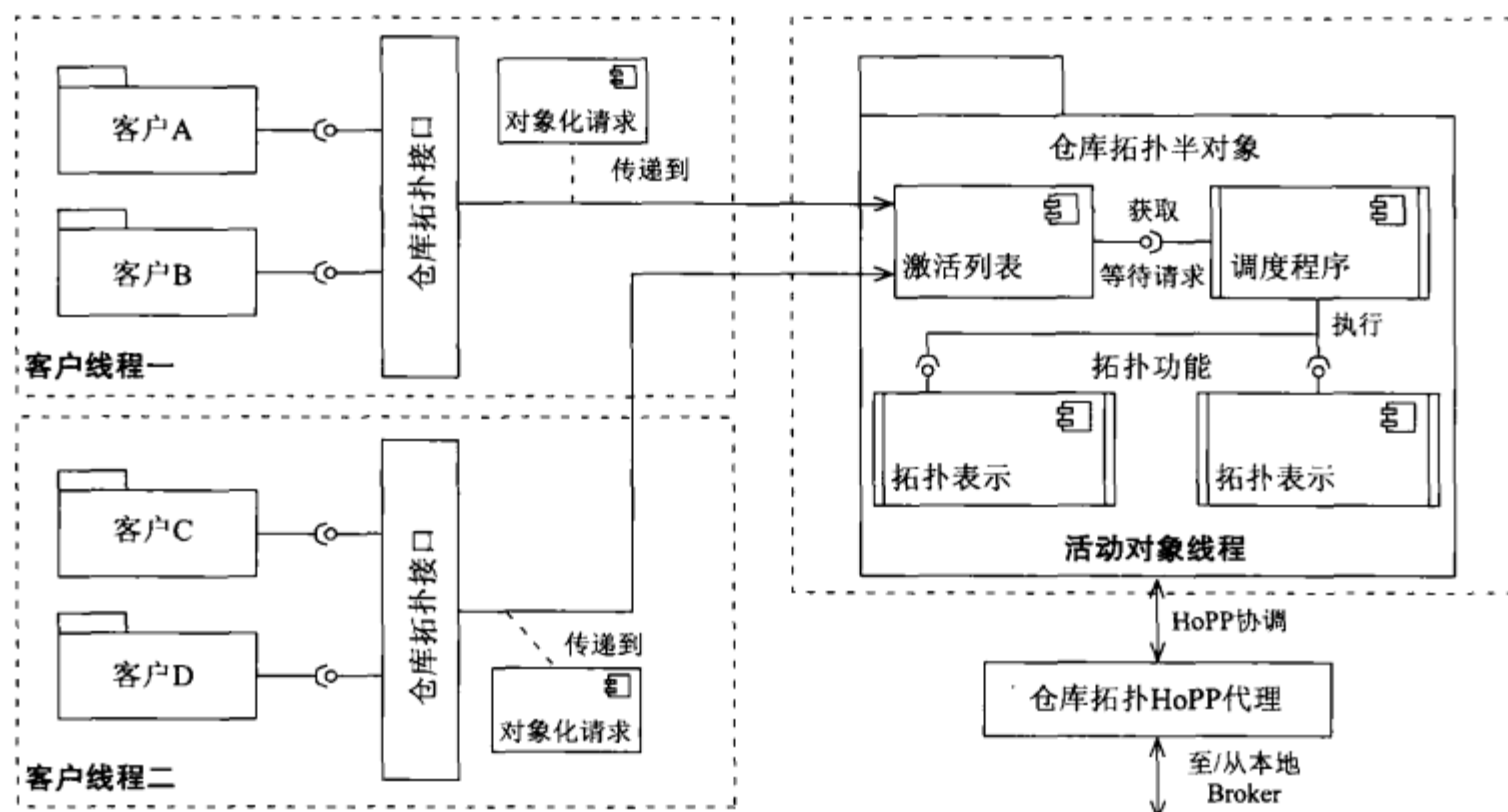 客户A
客户B
仓库拓扑接口
对象化请求
传递到
客户线程一
客户C
客户D
仓库拓扑接口
传递到
对象化请求
客户线程二
仓库拓扑半对象
激活列表
获取
等待请求
调度程序
执行
拓扑功能
拓扑表示
拓扑表示
活动对象线程
HoPP协调
仓库拓扑HoPP代理
至/从本地
Broker